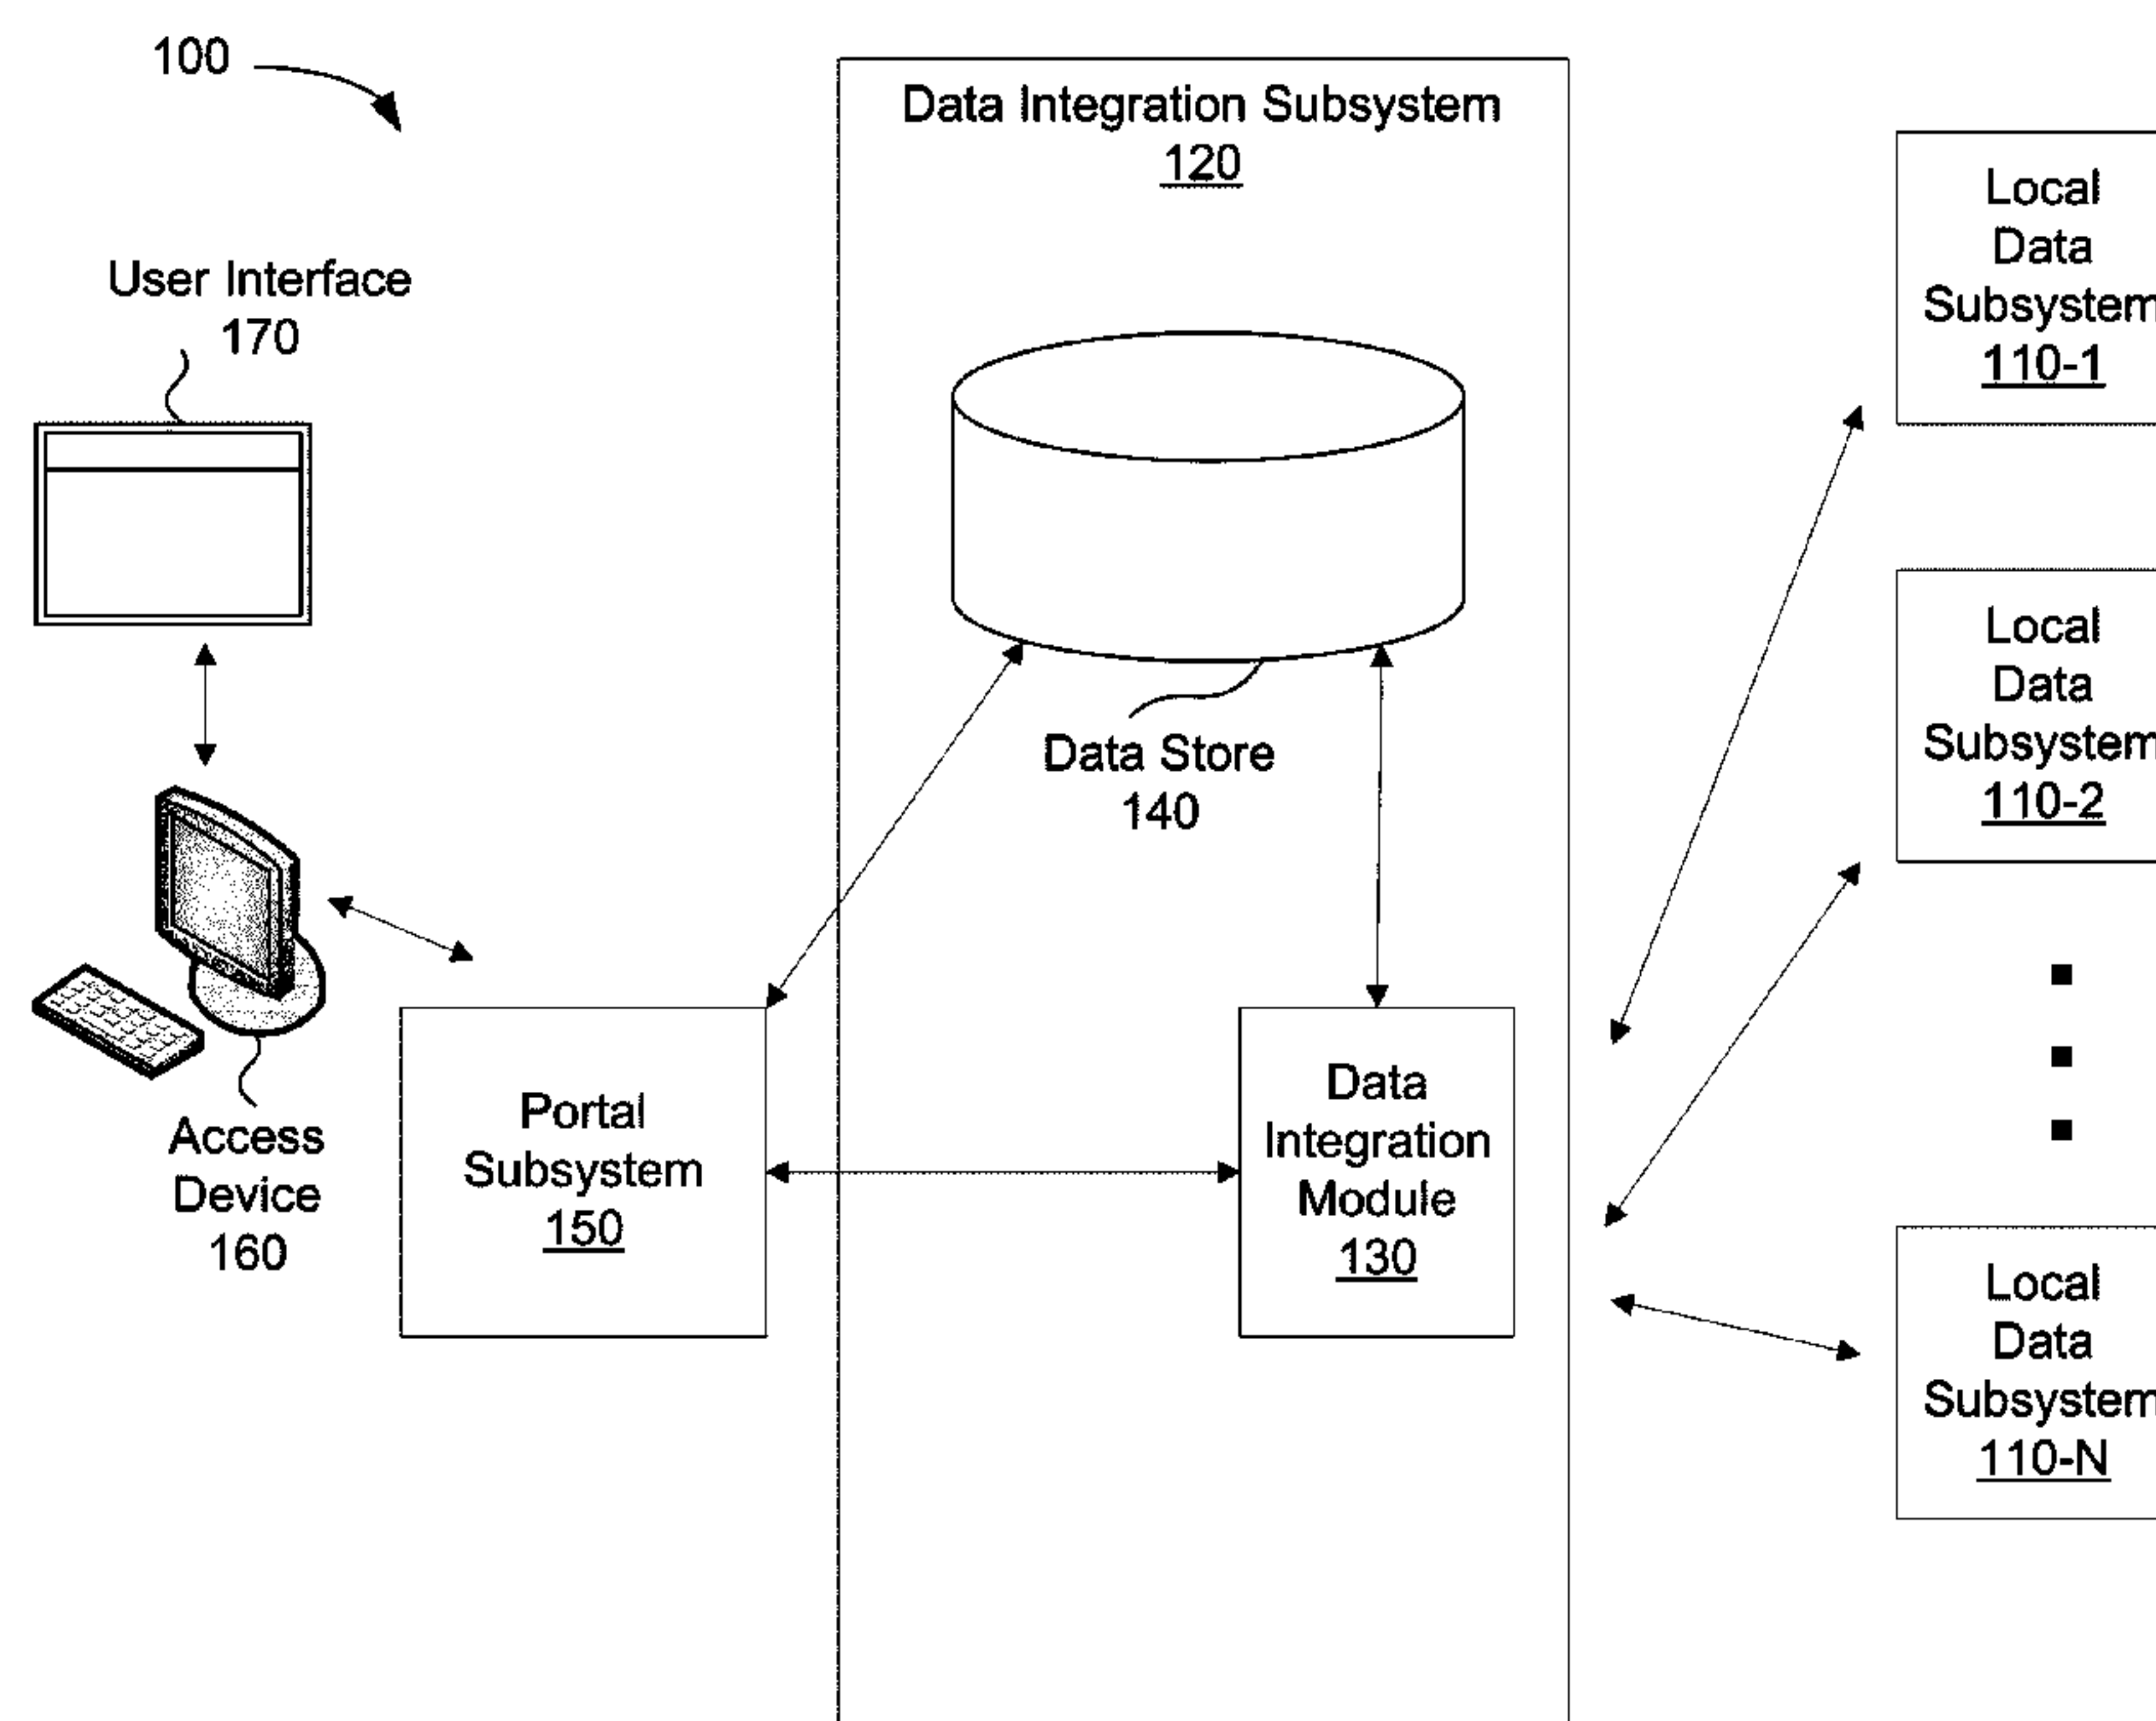 100
Data Integration Subsystem
120
User Interface
170
Data Store
140
Access
Device
160
Portal
Subsystem
150
Data
Integration
Module
130
Local
Data
Subsystem
110-1
Local
Data
Subsystem
110-2
Local
Data
Subsystem
110-N